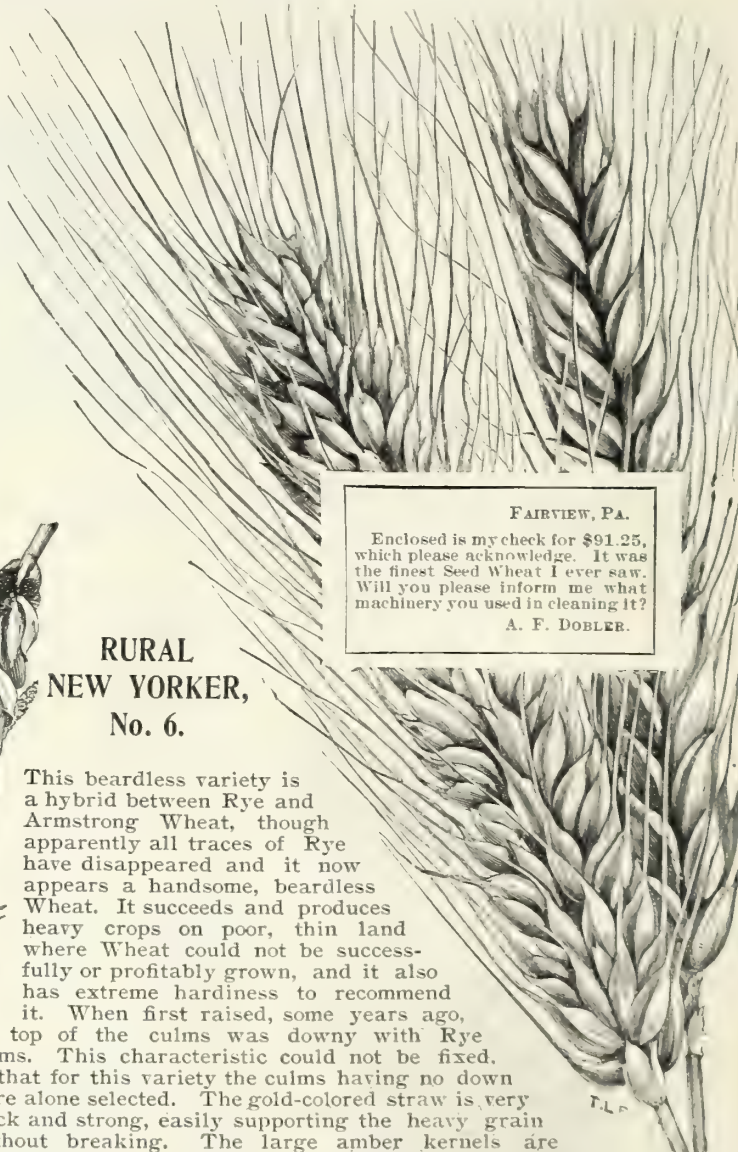 FAIRVIEW, PA.
Enclosed is my check for $91.25,
which please acknowledge. It was
the finest Seed Wheat I ever saw.
Will you please inform me what
machinery you used in cleaning it?
A. F. DOBLER.
RURAL
NEW YORKER,
No. 6.
This beardless variety is
a hybrid between Rye and
Armstrong Wheat, though
apparently all traces of Rye
have disappeared and it now
appears a handsome, beardless
Wheat. It succeeds and produces
heavy crops on poor, thin land
where Wheat could not be success-
fully or profitably grown, and it also
has extreme hardiness to recommend
it. When first raised, some years ago,
top of the culms was downy with Rye
ms. This characteristic could not be fixed,
that for this variety the culms having no down
re alone selected. The gold-colored straw is very
ck and strong, easily supporting the heavy grain
hout breaking. The large amber kernels are